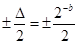 ± Δ/2 = ± 2⁻ᵇ/2